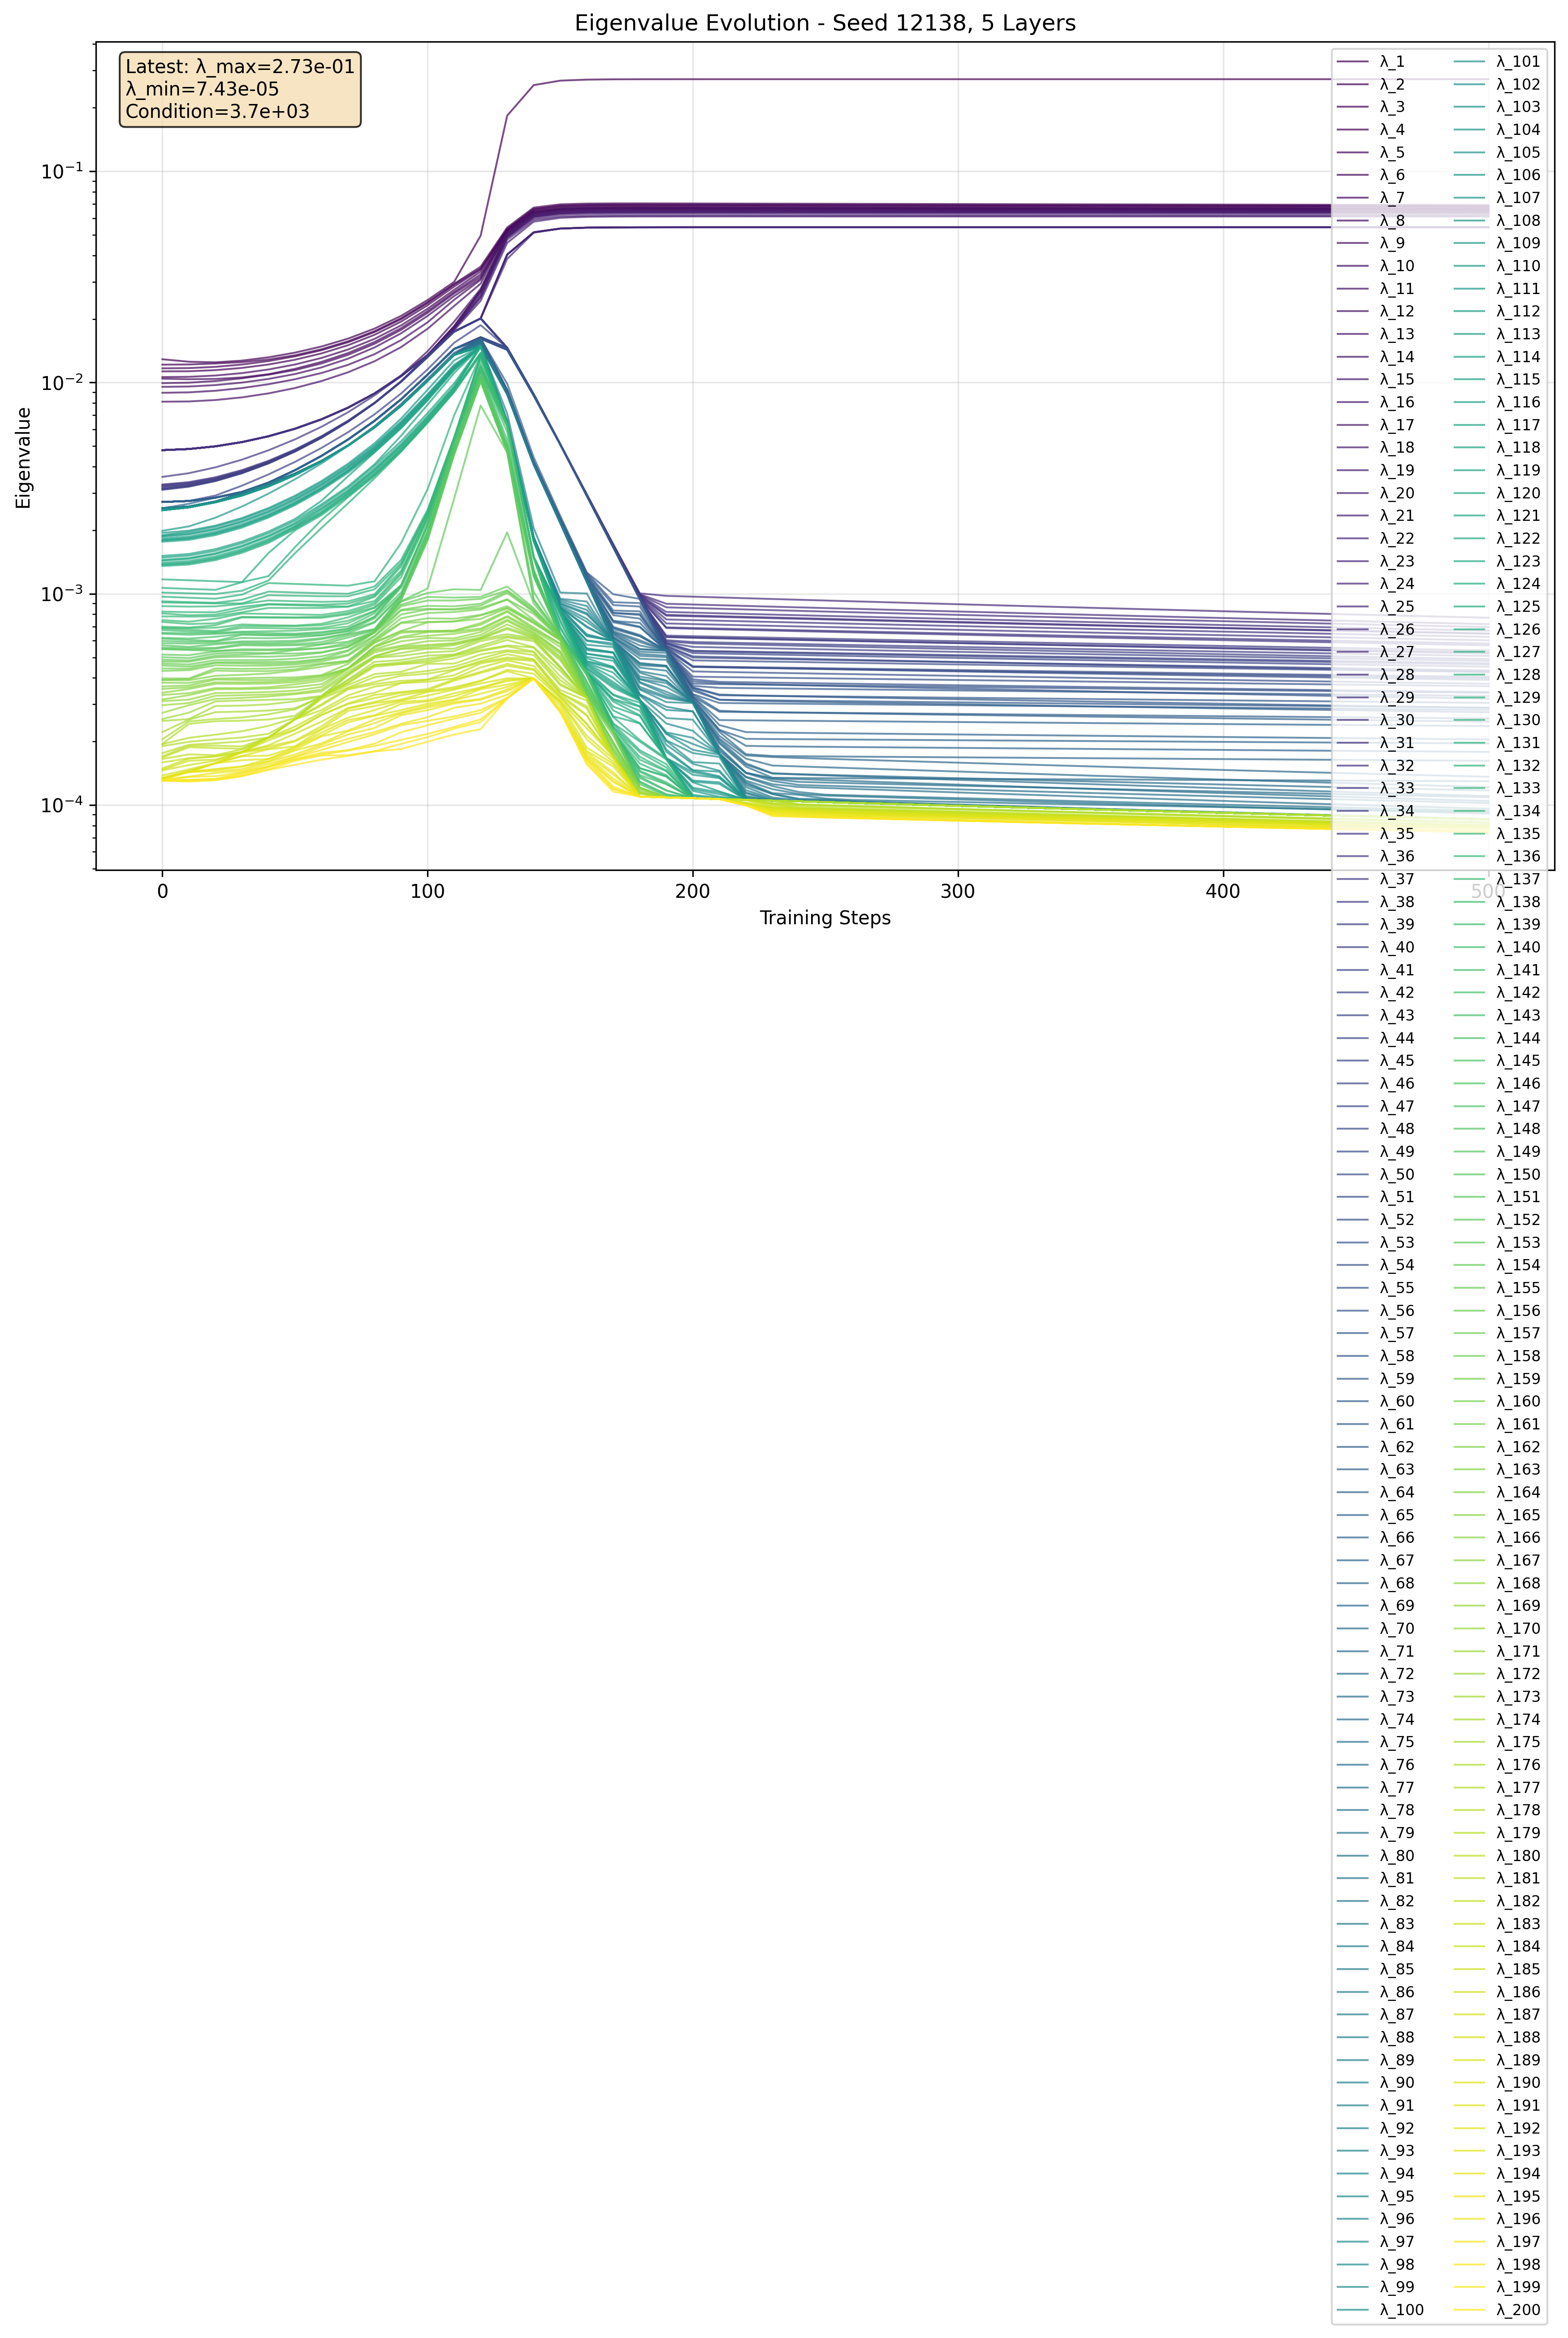 Eigenvalue Evolution - Seed 12138, 5 Layers
Latest: λ_max=2.73e-01
λ_min=7.43e-05
Condition=3.7e+03
Eigenvalue
10⁻¹
10⁻²
10⁻³
10⁻⁴
0 100 200 300 400 500
Training Steps
λ_1
λ_2
λ_3
λ_4
λ_5
λ_6
λ_7
λ_8
λ_9
λ_10
λ_11
λ_12
λ_13
λ_14
λ_15
λ_16
λ_17
λ_18
λ_19
λ_20
λ_21
λ_22
λ_23
λ_24
λ_25
λ_26
λ_27
λ_28
λ_29
λ_30
λ_31
λ_32
λ_33
λ_34
λ_35
λ_36
λ_37
λ_38
λ_39
λ_40
λ_41
λ_42
λ_43
λ_44
λ_45
λ_46
λ_47
λ_48
λ_49
λ_50
λ_51
λ_52
λ_53
λ_54
λ_55
λ_56
λ_57
λ_58
λ_59
λ_60
λ_61
λ_62
λ_63
λ_64
λ_65
λ_66
λ_67
λ_68
λ_69
λ_70
λ_71
λ_72
λ_73
λ_74
λ_75
λ_76
λ_77
λ_78
λ_79
λ_80
λ_81
λ_82
λ_83
λ_84
λ_85
λ_86
λ_87
λ_88
λ_89
λ_90
λ_91
λ_92
λ_93
λ_94
λ_95
λ_96
λ_97
λ_98
λ_99
λ_100
λ_101
λ_102
λ_103
λ_104
λ_105
λ_106
λ_107
λ_108
λ_109
λ_110
λ_111
λ_112
λ_113
λ_114
λ_115
λ_116
λ_117
λ_118
λ_119
λ_120
λ_121
λ_122
λ_123
λ_124
λ_125
λ_126
λ_127
λ_128
λ_129
λ_130
λ_131
λ_132
λ_133
λ_134
λ_135
λ_136
λ_137
λ_138
λ_139
λ_140
λ_141
λ_142
λ_143
λ_144
λ_145
λ_146
λ_147
λ_148
λ_149
λ_150
λ_151
λ_152
λ_153
λ_154
λ_155
λ_156
λ_157
λ_158
λ_159
λ_160
λ_161
λ_162
λ_163
λ_164
λ_165
λ_166
λ_167
λ_168
λ_169
λ_170
λ_171
λ_172
λ_173
λ_174
λ_175
λ_176
λ_177
λ_178
λ_179
λ_180
λ_181
λ_182
λ_183
λ_184
λ_185
λ_186
λ_187
λ_188
λ_189
λ_190
λ_191
λ_192
λ_193
λ_194
λ_195
λ_196
λ_197
λ_198
λ_199
λ_200